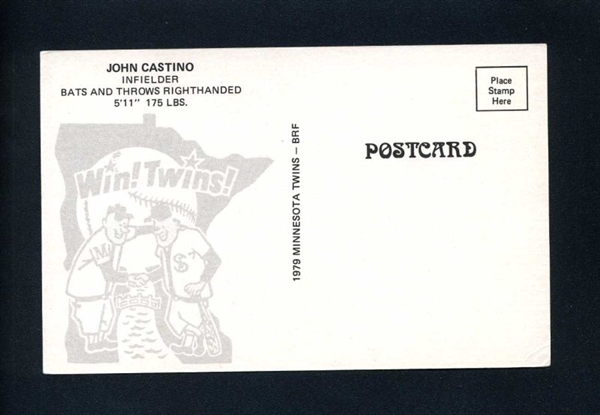 JOHN CASTINO
INFIELDER
BATS AND THROWS RIGHTHANDED
5'11" 175 LBS.
Win! Twins!
M
S
1979 MINNESOTA TWINS – BRF
Place
Stamp
Here
POSTCARD